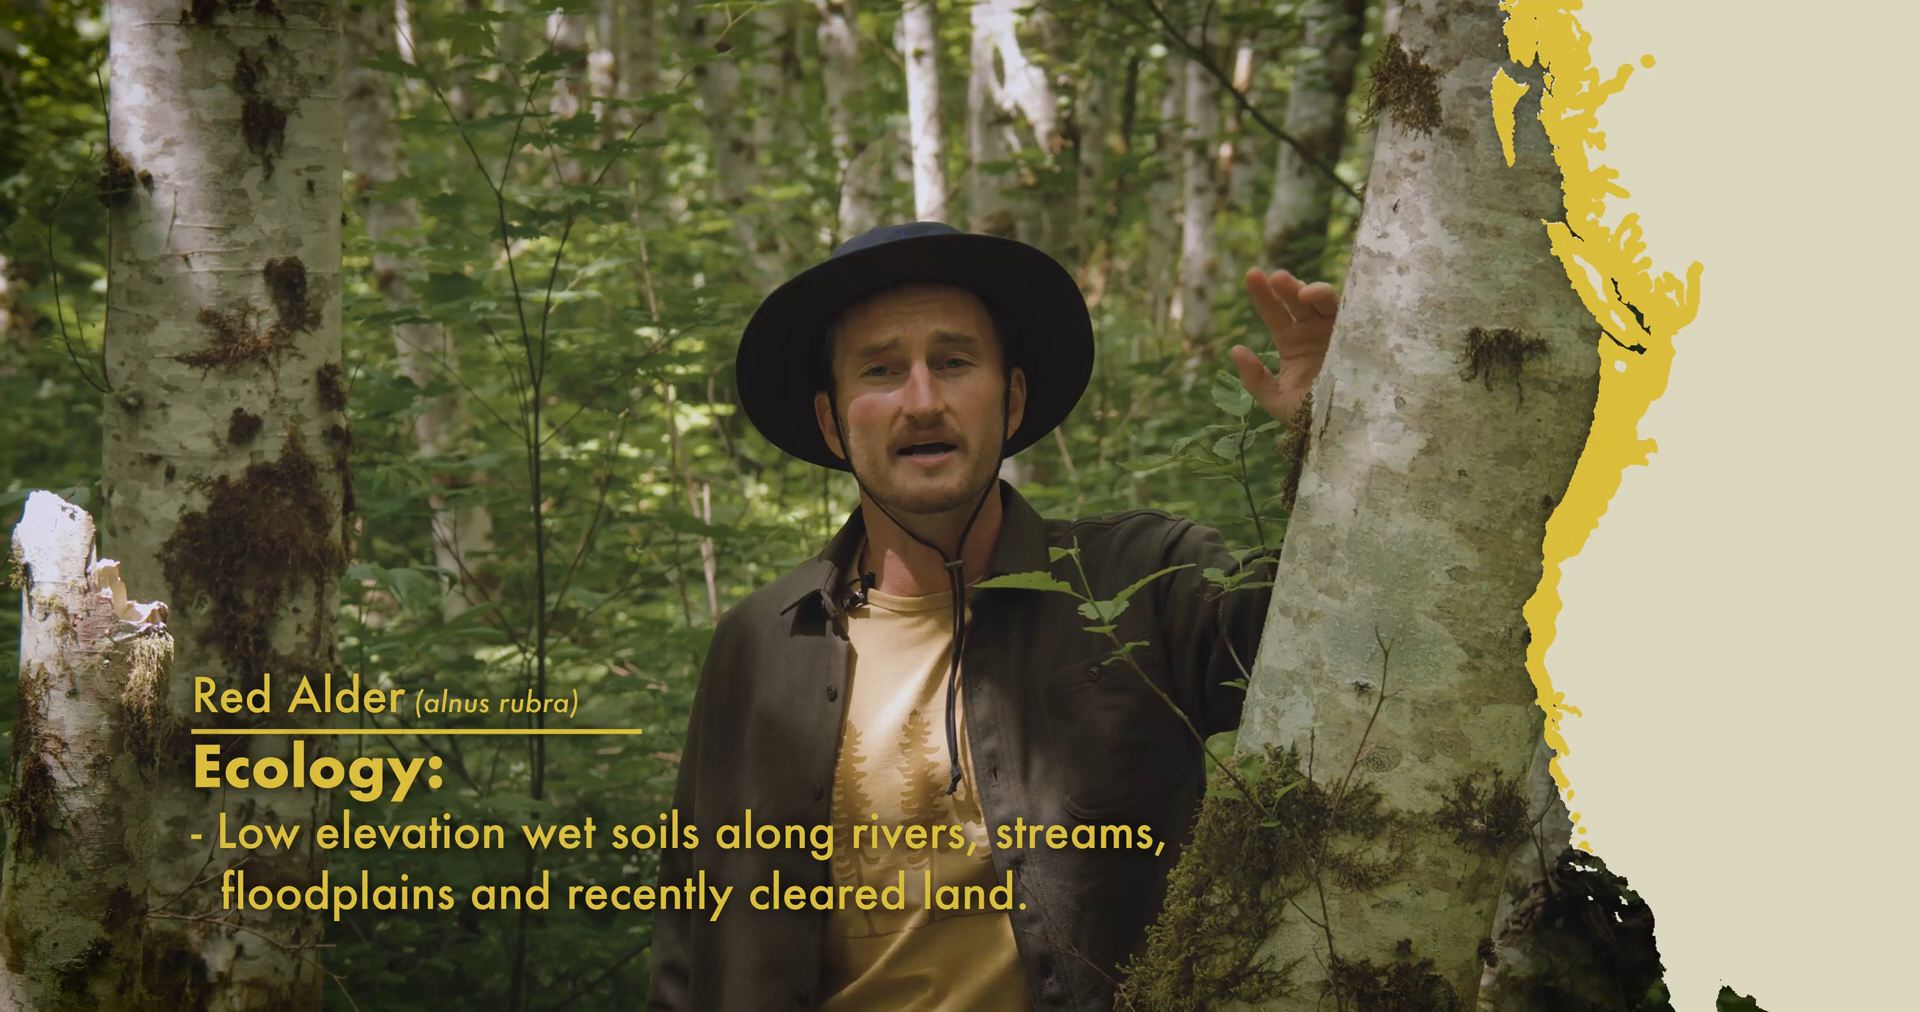 Red Alder (alnus rubra)
Ecology:
- Low elevation wet soils along rivers, streams,
floodplains and recently cleared land.